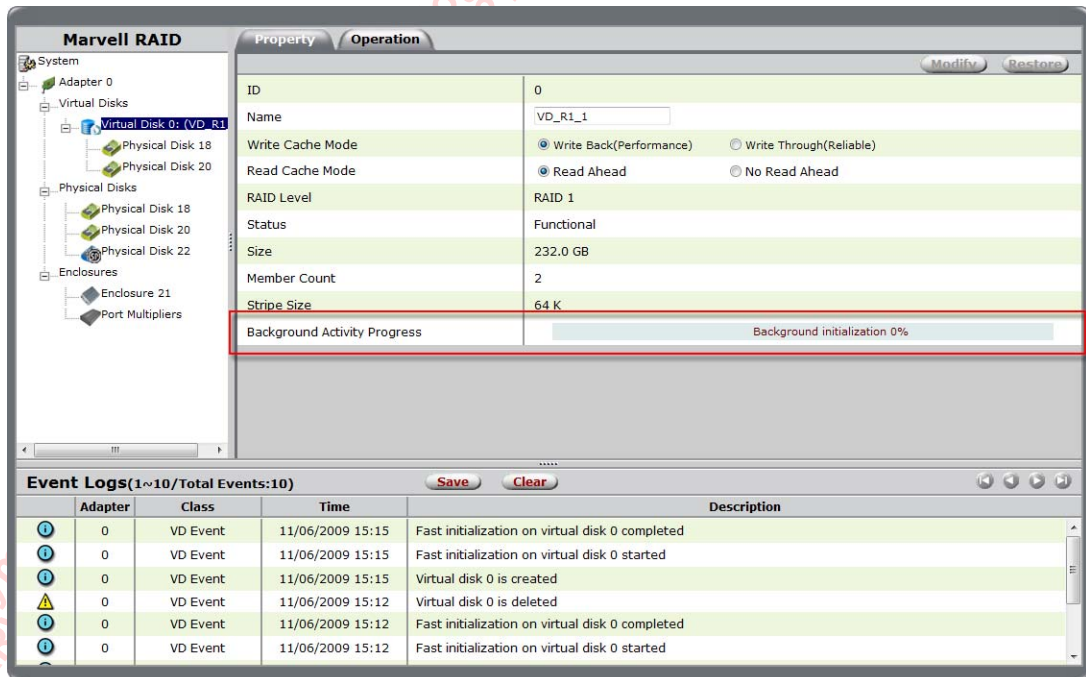 Marvell RAID
Property Operation
System
Adapter 0
Virtual Disks
Virtual Disk 0: (VD_R1
Physical Disk 18
Physical Disk 20
Physical Disks
Physical Disk 18
Physical Disk 20
Physical Disk 22
Enclosures
Enclosure 21
Port Multipliers
Modify Restore
ID 0
Name VD_R1_1
Write Cache Mode Write Back(Performance) Write Through(Reliable)
Read Cache Mode Read Ahead No Read Ahead
RAID Level RAID 1
Status Functional
Size 232.0 GB
Member Count 2
Stripe Size 64 K
Background Activity Progress Background initialization 0%
Event Logs(1~10/Total Events:10) Save Clear
Adapter Class Time Description
0 VD Event 11/06/2009 15:15 Fast initialization on virtual disk 0 completed
0 VD Event 11/06/2009 15:15 Fast initialization on virtual disk 0 started
0 VD Event 11/06/2009 15:15 Virtual disk 0 is created
0 VD Event 11/06/2009 15:12 Virtual disk 0 is deleted
0 VD Event 11/06/2009 15:12 Fast initialization on virtual disk 0 completed
0 VD Event 11/06/2009 15:12 Fast initialization on virtual disk 0 started